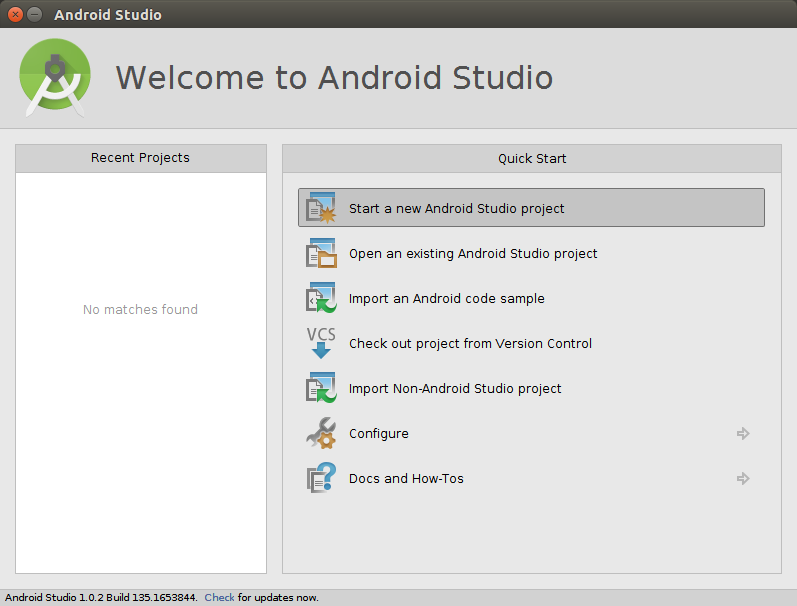 Android Studio
Welcome to Android Studio
Recent Projects
No matches found
Quick Start
Start a new Android Studio project
Open an existing Android Studio project
Import an Android code sample
VCS
Check out project from Version Control
Import Non-Android Studio project
Configure
Docs and How-Tos
Android Studio 1.0.2 Build 135.1653844. Check for updates now.